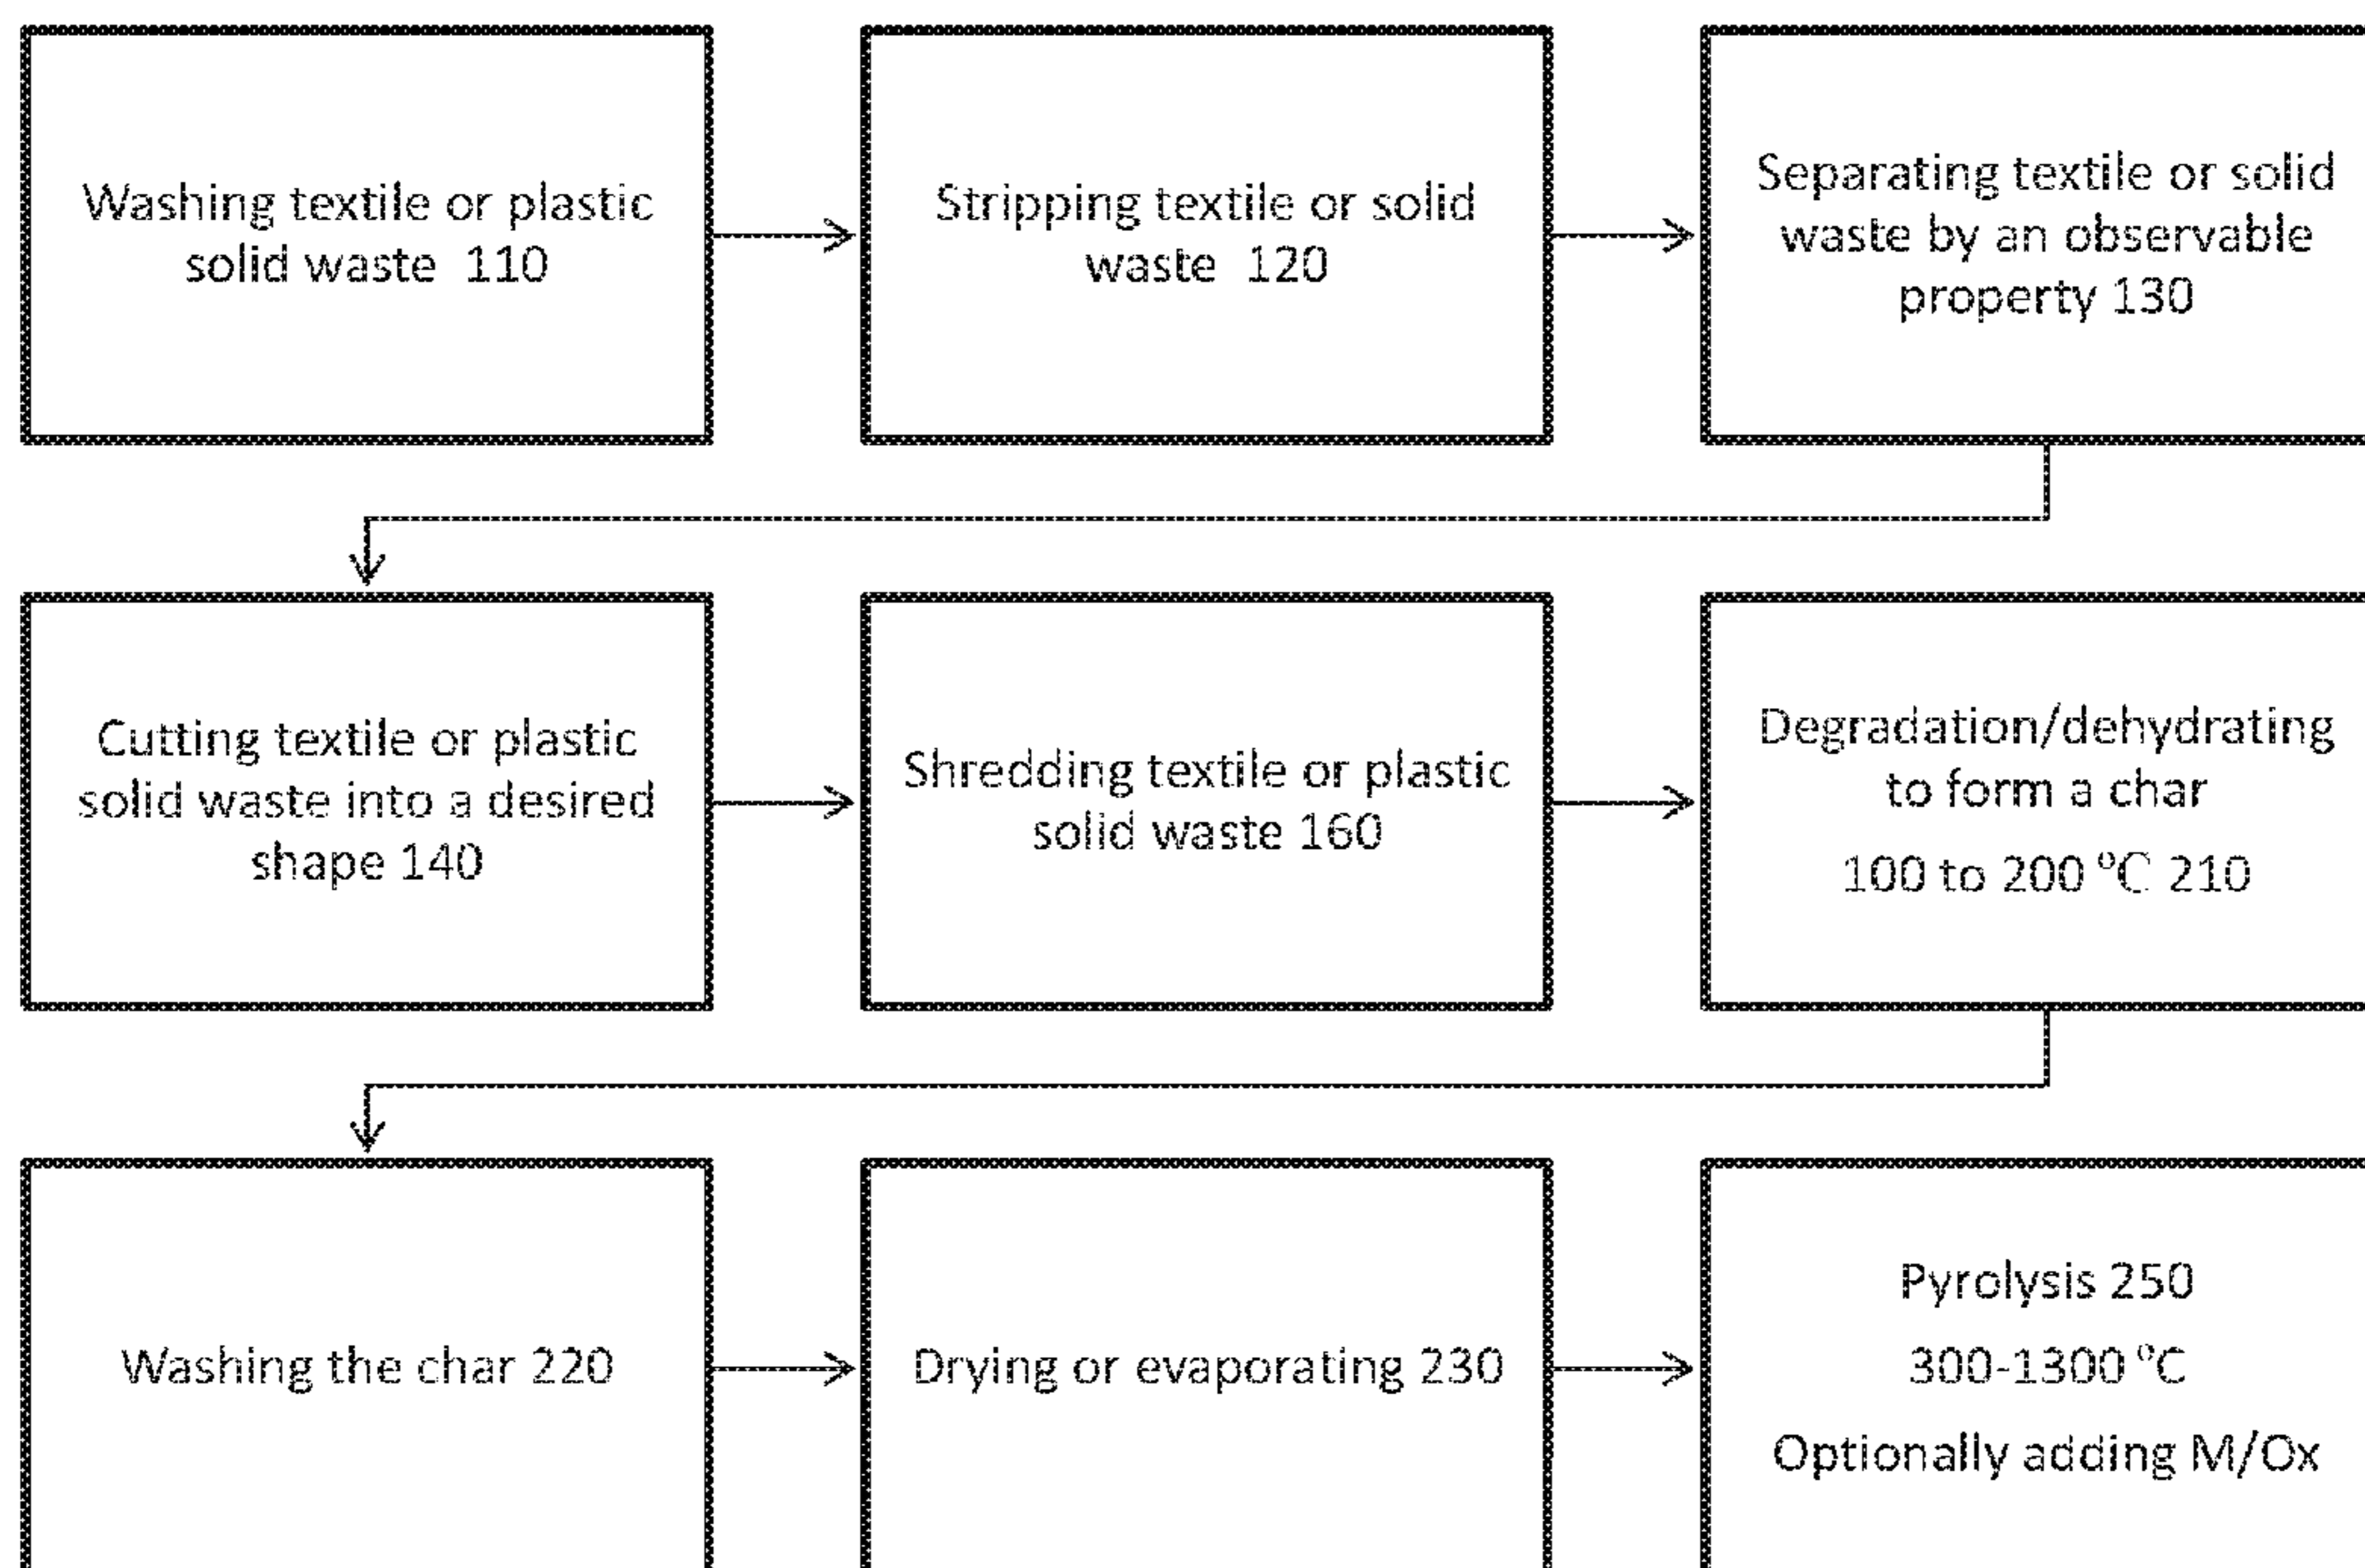 Washing textile or plastic
solid waste 110
Stripping textile or solid
waste 120
Separating textile or solid
waste by an observable
property 130
Cutting textile or plastic
solid waste into a desired
shape 140
Shredding textile or plastic
solid waste 160
Degradation/dehydrating
to form a char
100 to 200 ºC 210
Washing the char 220
Drying or evaporating 230
Pyrolysis 250
300-1300 ºC
Optionally adding M/Ox